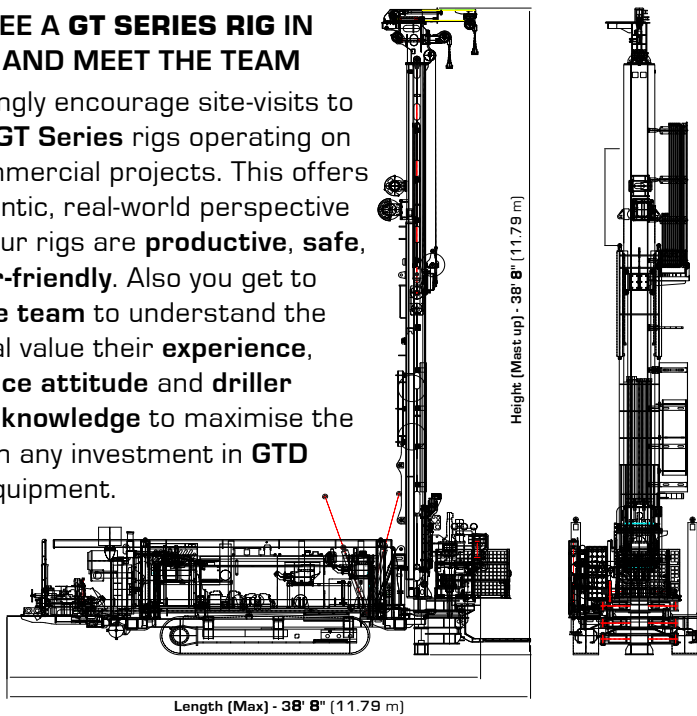 EE A GT SERIES RIG IN
AND MEET THE TEAM
ngly encourage site-visits to
GT Series rigs operating on
nmercial projects. This offers
entic, real-world perspective
ur rigs are productive, safe,
r-friendly. Also you get to
e team to understand the
al value their experience,
ce attitude and driller
knowledge to maximise the
n any investment in GTD
quipment.
Height (Mast up) - 38' 8" (11.79 m)
Length (Max) - 38' 8" (11.79 m)